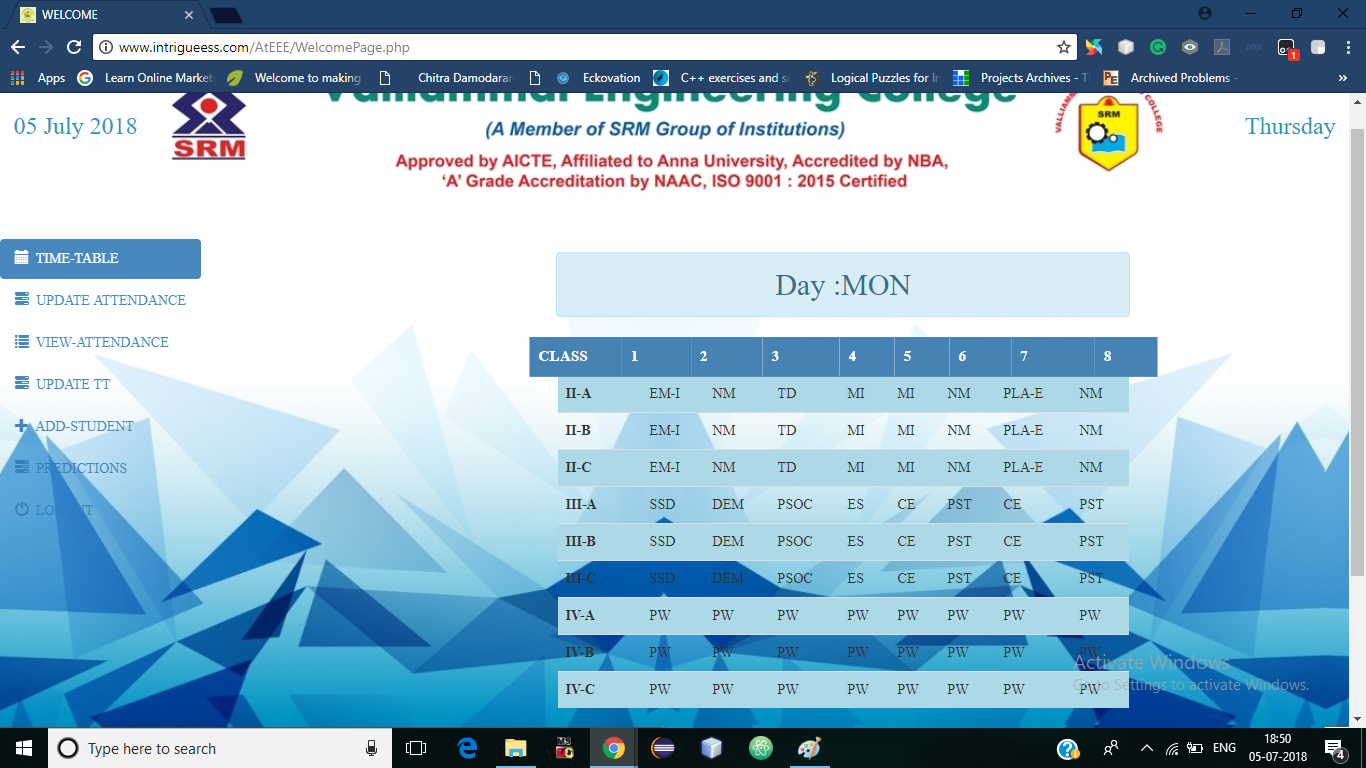 WELCOME
www.intrigueess.com/AtEEE/WelcomePage.php
Apps Learn Online Market Welcome to making Chitra Damodaran Eckovation C++ exercises and so Logical Puzzles for In Projects Archives - T Archived Problems -
Valliammai Engineering College
05 July 2018
SRM
(A Member of SRM Group of Institutions)
SRM
Thursday
Approved by AICTE, Affiliated to Anna University, Accredited by NBA,
‘A’ Grade Accreditation by NAAC, ISO 9001 : 2015 Certified
TIME-TABLE
UPDATE ATTENDANCE
VIEW-ATTENDANCE
UPDATE TT
ADD-STUDENT
PREDICTIONS
LOGOUT
Day :MON
CLASS 1 2 3 4 5 6 7 8
II-A EM-I NM TD MI MI NM PLA-E NM
II-B EM-I NM TD MI MI NM PLA-E NM
II-C EM-I NM TD MI MI NM PLA-E NM
III-A SSD DEM PSOC ES CE PST CE PST
III-B SSD DEM PSOC ES CE PST CE PST
III-C SSD DEM PSOC ES CE PST CE PST
IV-A PW PW PW PW PW PW PW PW
IV-B PW PW PW PW PW PW PW PW
IV-C PW PW PW PW PW PW PW PW
Activate Windows
Go to Settings to activate Windows.
Type here to search
ENG
18:50
05-07-2018
4